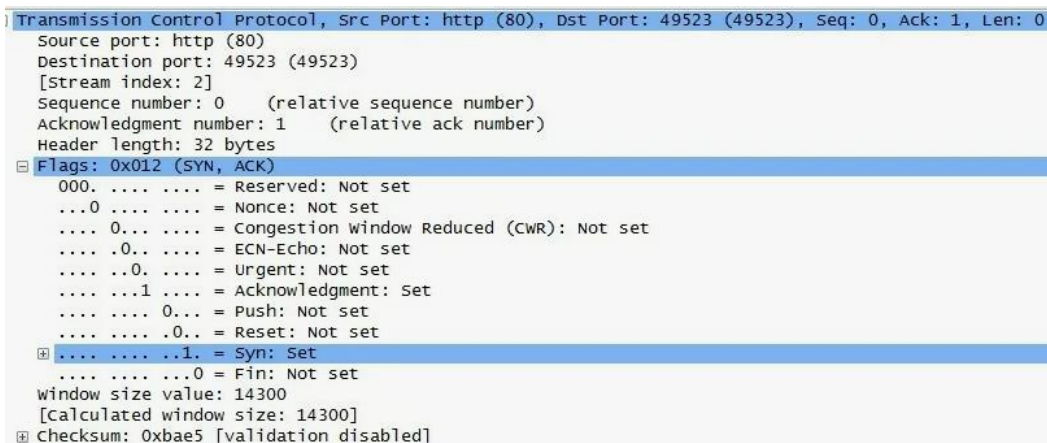 Transmission Control Protocol, Src Port: http (80), Dst Port: 49523 (49523), Seq: 0, Ack: 1, Len: 0
Source port: http (80)
Destination port: 49523 (49523)
[Stream index: 2]
Sequence number: 0 (relative sequence number)
Acknowledgment number: 1 (relative ack number)
Header length: 32 bytes
Flags: 0x012 (SYN, ACK)
000. .... .... = Reserved: Not set
...0 .... .... = Nonce: Not set
.... 0... .... = Congestion Window Reduced (CWR): Not set
.... .0.. .... = ECN-Echo: Not set
.... ..0. .... = Urgent: Not set
.... ...1 .... = Acknowledgment: Set
.... .... 0... = Push: Not set
.... .... .0.. = Reset: Not set
.... .... ..1. = Syn: Set
.... .... ...0 = Fin: Not set
Window size value: 14300
[Calculated window size: 14300]
Checksum: 0xbae5 [validation disabled]